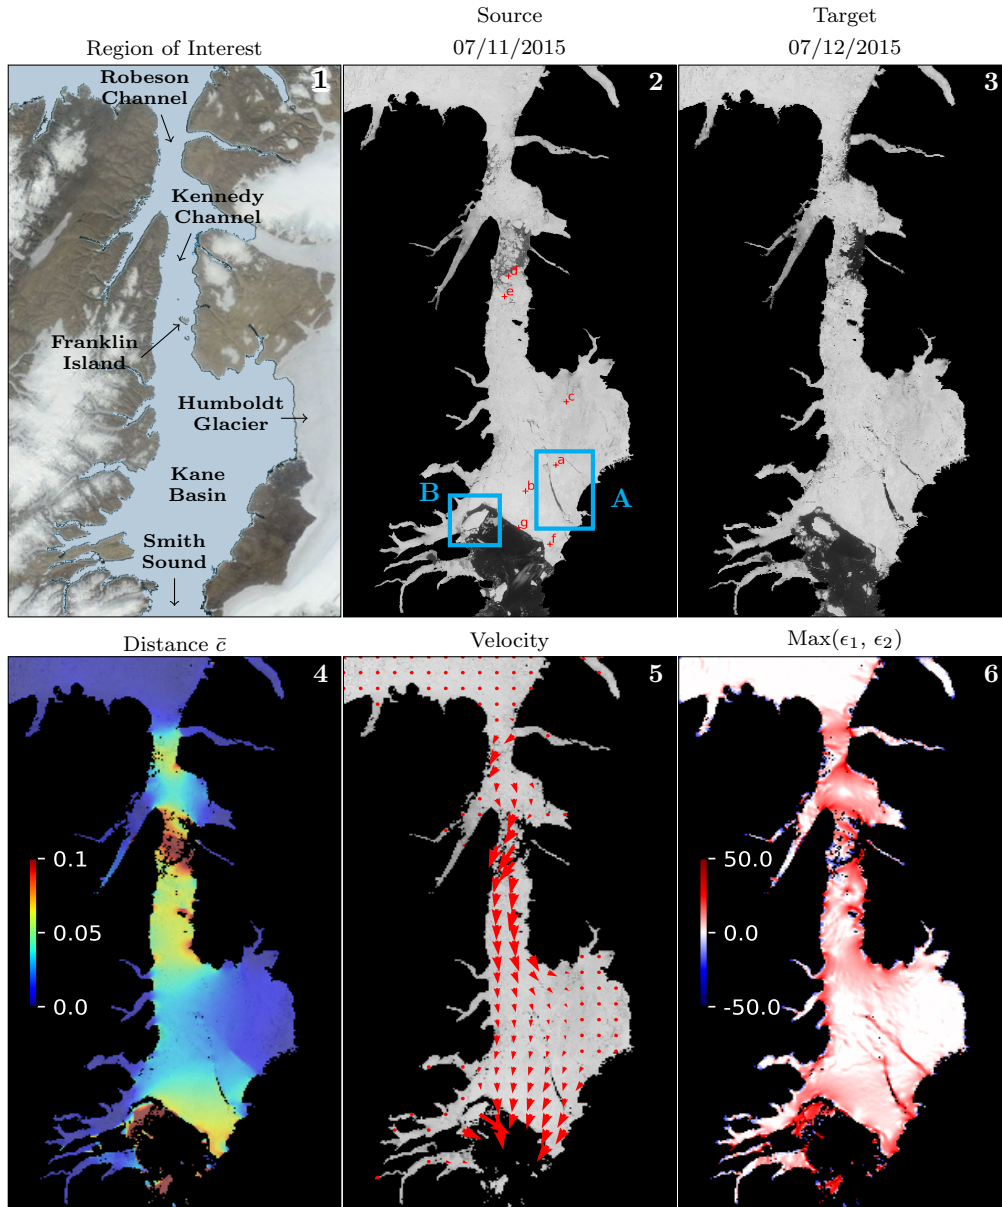 Source
Target
Region of Interest
07/11/2015
07/12/2015
1
2
3
Robeson
Channel
Kennedy
Channel
Franklin
Island
Humboldt
Glacier
Kane
Basin
Smith
Sound
d
e
c
a
b
g
f
B
A
Distance c̄
Velocity
Max(ϵ₁, ϵ₂)
4
5
6
0.1
0.05
0.0
50.0
0.0
-50.0